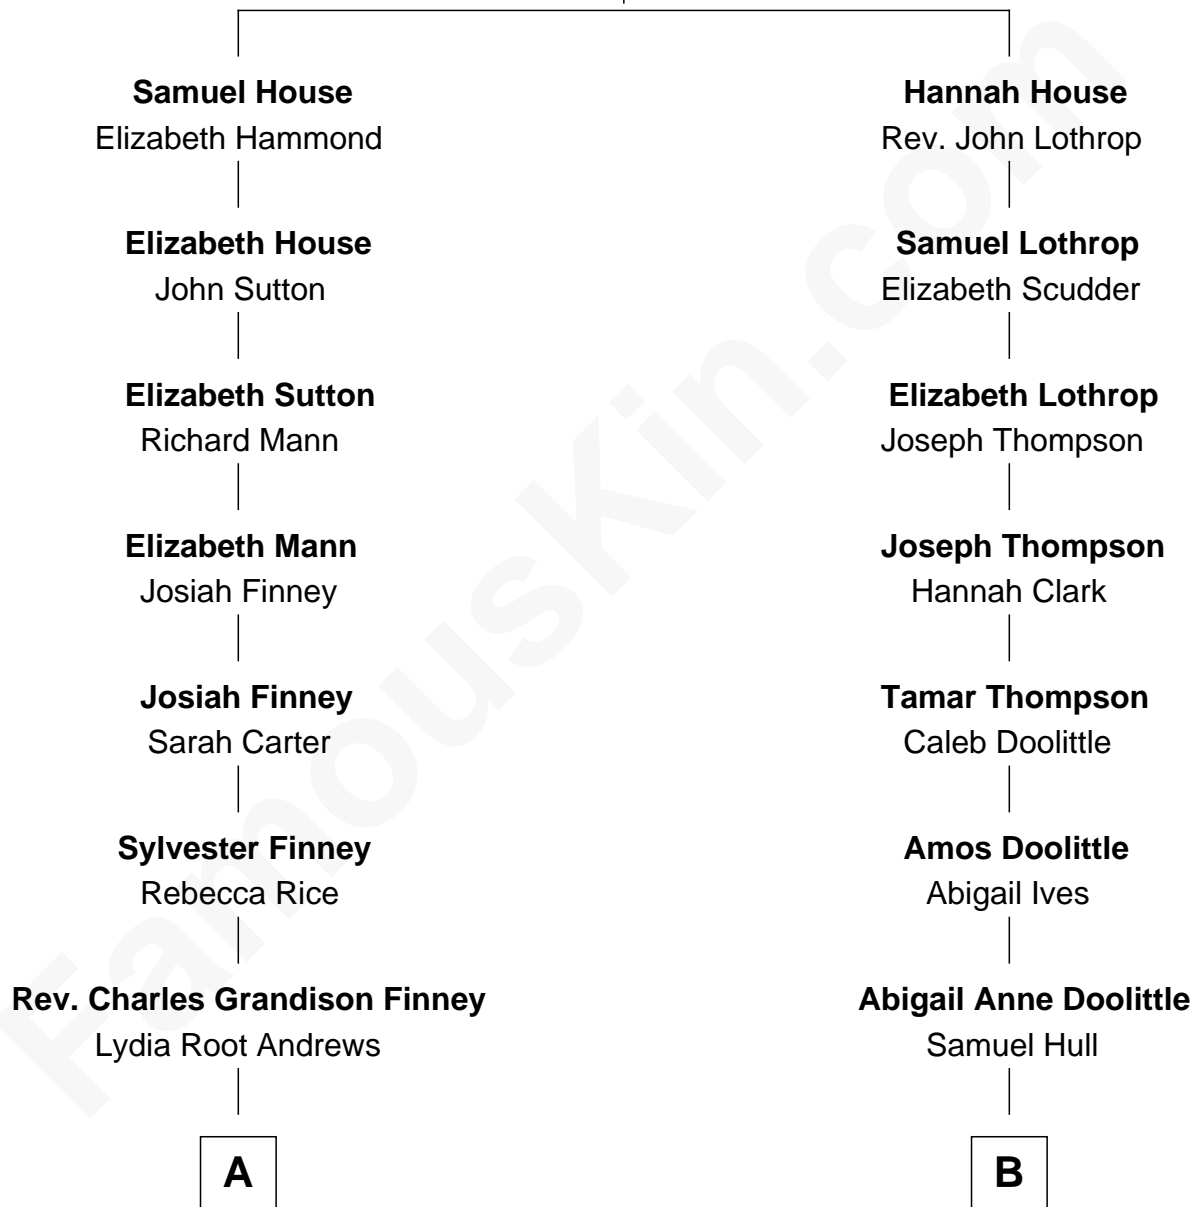 Samuel House
Elizabeth Hammond
Elizabeth House
John Sutton
Elizabeth Sutton
Richard Mann
Elizabeth Mann
Josiah Finney
Josiah Finney
Sarah Carter
Sylvester Finney
Rebecca Rice
Rev. Charles Grandison Finney
Lydia Root Andrews
A
Hannah House
Rev. John Lothrop
Samuel Lothrop
Elizabeth Scudder
Elizabeth Lothrop
Joseph Thompson
Joseph Thompson
Hannah Clark
Tamar Thompson
Caleb Doolittle
Amos Doolittle
Abigail Ives
Abigail Anne Doolittle
Samuel Hull
B
FamousKin.com